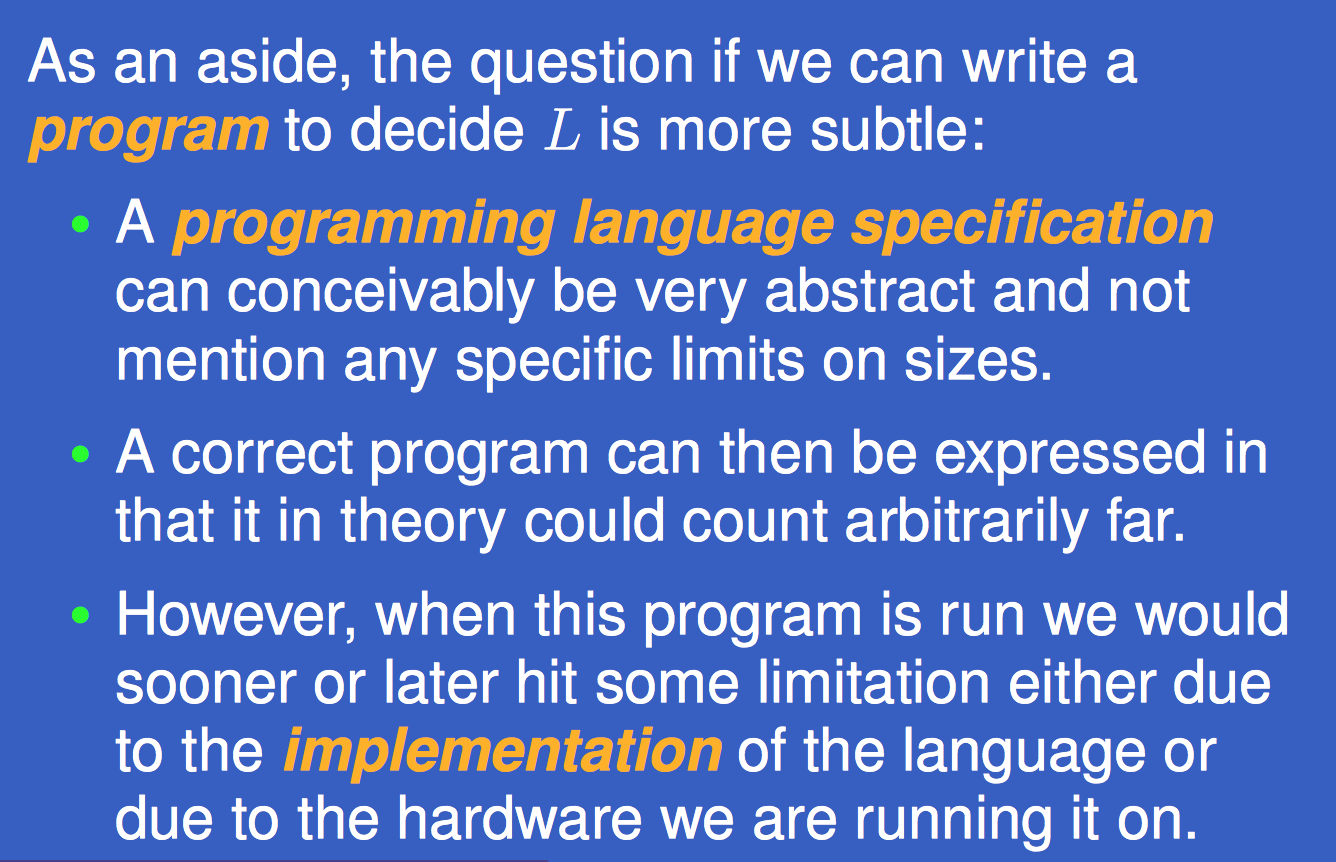 As an aside, the question if we can write a
program to decide L is more subtle:
• A programming language specification
can conceivably be very abstract and not
mention any specific limits on sizes.
• A correct program can then be expressed in
that it in theory could count arbitrarily far.
• However, when this program is run we would
sooner or later hit some limitation either due
to the implementation of the language or
due to the hardware we are running it on.